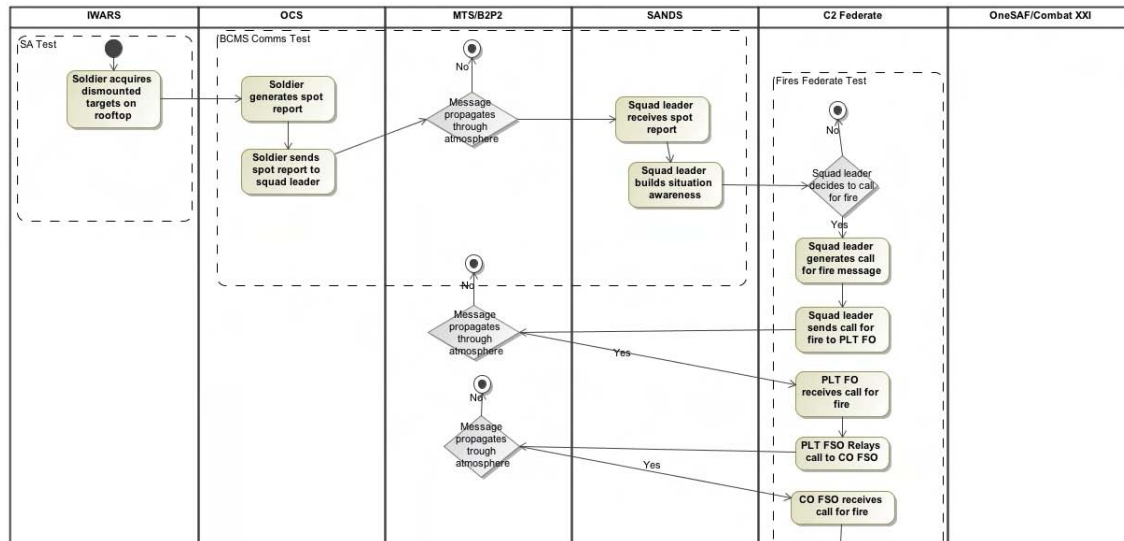 IWARS
OCS
MTS/B2P2
SANDS
C2 Federate
OneSAF/Combat XXI
SA Test
Soldier acquires
dismounted
targets on
rooftop
BCMS Comms Test
Soldier
generates spot
report
Soldier sends
spot report to
squad leader
No
Message
propagates
through
atmosphere
Squad leader
receives spot
report
Squad leader
builds situation
awareness
Fires Federate Test
No
Squad leader
decides to call
for fire
Yes
Squad leader
generates call
for fire message
Squad leader
sends call for
fire to PLT FO
No
Message
propagates
through
atmosphere
Yes
PLT FO
receives call for
fire
PLT FSO Relays
call to CO FSO
No
Message
propagates
trough
atmosphere
Yes
CO FSO receives
call for fire